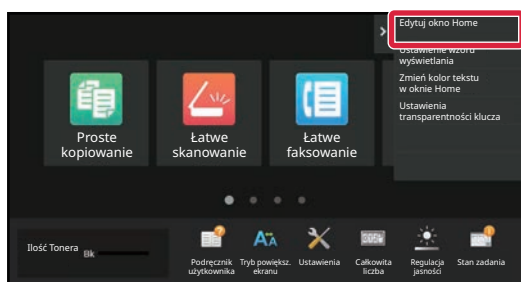 Edytuj okno Home
Ustawienie wzoru
wyświetlania
Zmień kolor tekstu
w oknie Home
Ustawienia
transparentności klucza
Proste
kopiowanie
Łatwe
skanowanie
Łatwe
faksowanie
Ilość Tonera
Bk
Podręcznik
użytkownika
Tryb powiększ.
ekranu
Ustawienia
Całkowita
liczba
Regulacja
jasności
Stan zadania